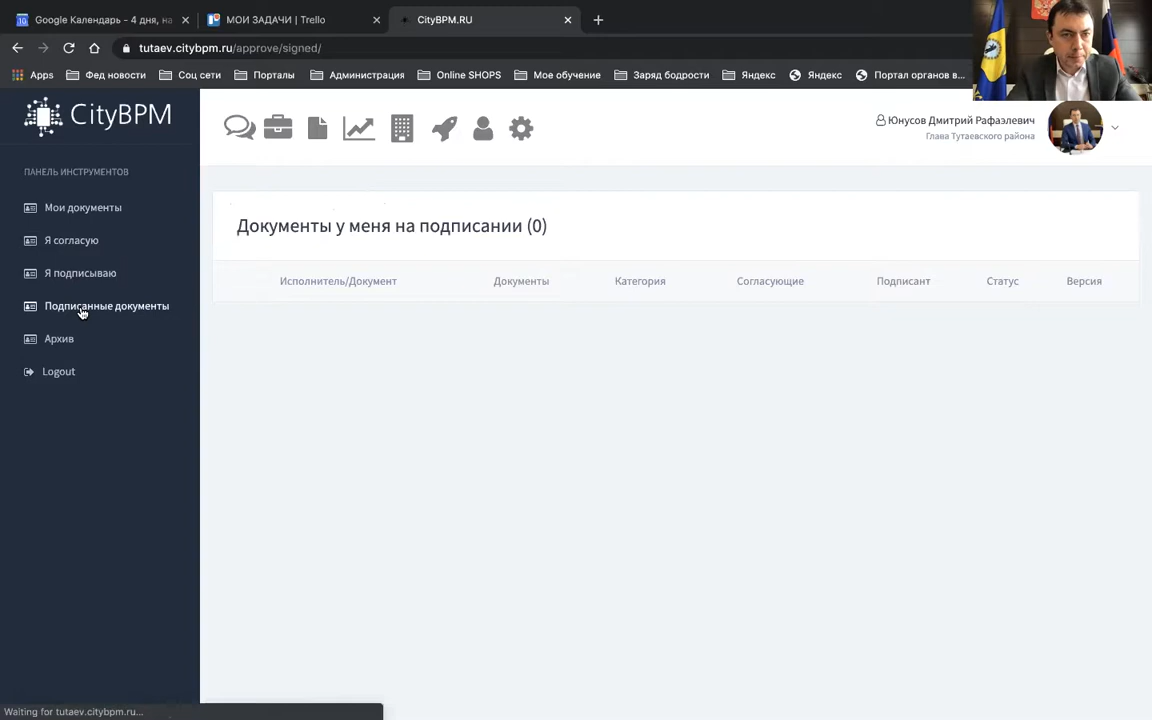 Google Календарь - 4 дня, на
МОИ ЗАДАЧИ | Trello
CityBPM.RU
tutaev.citybpm.ru/approve/signed/
Apps
Фед новости
Соц сети
Порталы
Администрация
Online SHOPS
Мое обучение
Заряд бодрости
Яндекс
Яндекс
Портал органов в...
CityBPM
Юнусов Дмитрий Рафаэлевич
Глава Тутаевского района
ПАНЕЛЬ ИНСТРУМЕНТОВ
Мои документы
Я согласую
Я подписываю
Подписанные документы
Архив
Logout
Документы у меня на подписании (0)
Исполнитель/Документ
Документы
Категория
Согласующие
Подписант
Статус
Версия
Waiting for tutaev.citybpm.ru...